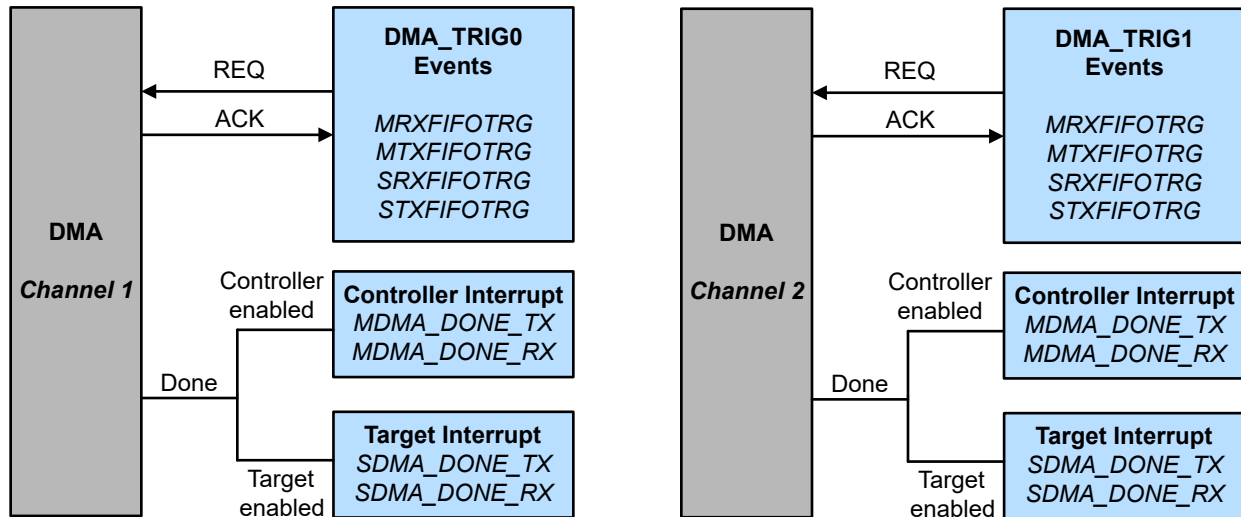 DMA
Channel 1
REQ
ACK
DMA_TRIG0
Events
MRXFIFOTRG
MTXFIFOTRG
SRXFIFOTRG
STXFIFOTRG
Done
Controller
enabled
Controller Interrupt
MDMA_DONE_TX
MDMA_DONE_RX
Target
enabled
Target Interrupt
SDMA_DONE_TX
SDMA_DONE_RX
DMA
Channel 2
REQ
ACK
DMA_TRIG1
Events
MRXFIFOTRG
MTXFIFOTRG
SRXFIFOTRG
STXFIFOTRG
Done
Controller
enabled
Controller Interrupt
MDMA_DONE_TX
MDMA_DONE_RX
Target
enabled
Target Interrupt
SDMA_DONE_TX
SDMA_DONE_RX